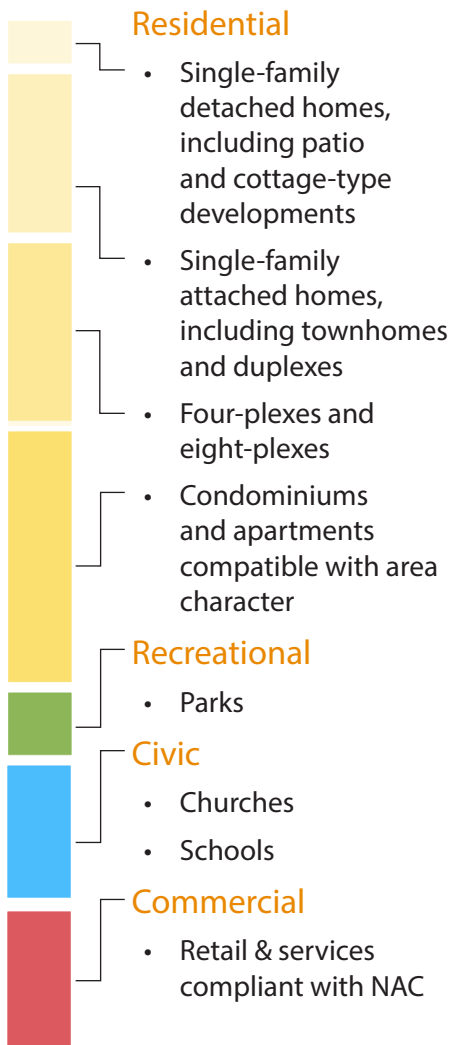 Residential
• Single-family
detached homes,
including patio
and cottage-type
developments
• Single-family
attached homes,
including townhomes
and duplexes
• Four-plexes and
eight-plexes
• Condominiums
and apartments
compatible with area
character
Recreational
• Parks
Civic
• Churches
• Schools
Commercial
• Retail & services
compliant with NAC